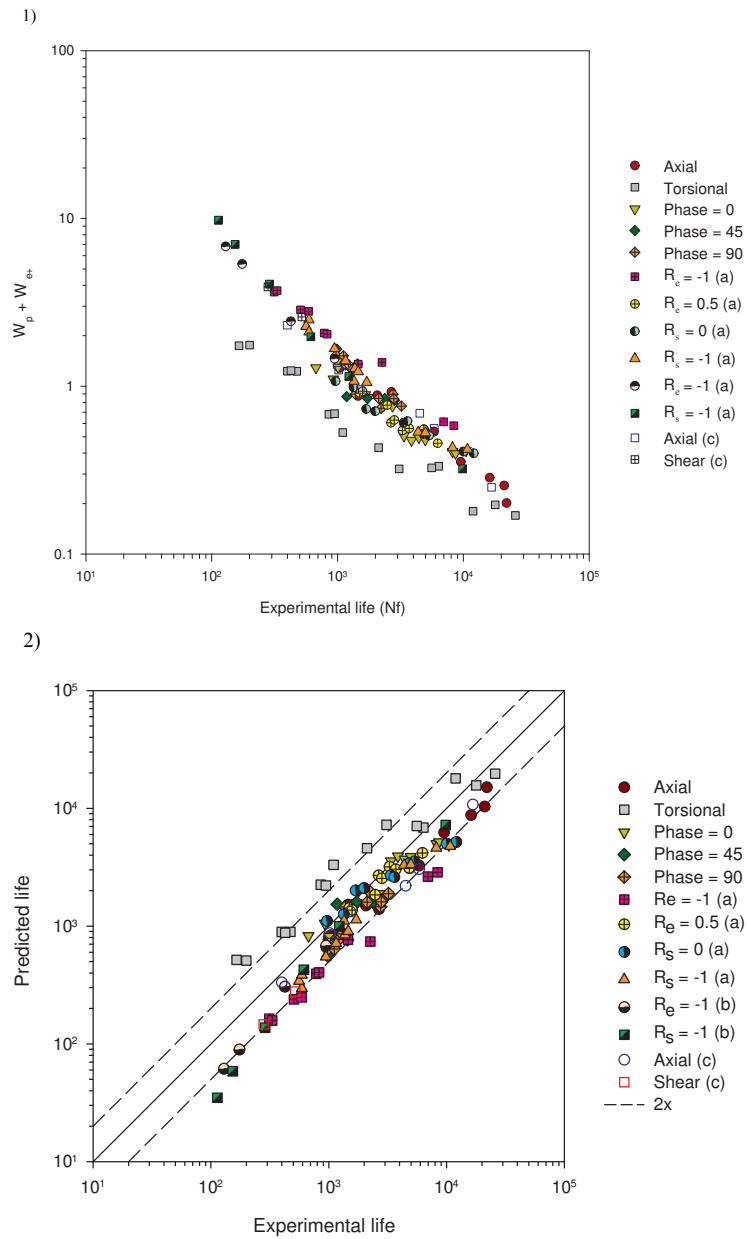 1)
100
10
1
0.1
W_p + W_e+
10^1
10^2
10^3
10^4
10^5
Experimental life (Nf)
Axial
Torsional
Phase = 0
Phase = 45
Phase = 90
R_e = -1 (a)
R_e = 0.5 (a)
R_s = 0 (a)
R_s = -1 (a)
R_e = -1 (a)
R_s = -1 (a)
Axial (c)
Shear (c)
2)
10^5
10^4
10^3
10^2
10^1
Predicted life
10^1
10^2
10^3
10^4
10^5
Experimental life
Axial
Torsional
Phase = 0
Phase = 45
Phase = 90
Re = -1 (a)
R_e = 0.5 (a)
R_s = 0 (a)
R_s = -1 (a)
R_e = -1 (b)
R_s = -1 (b)
Axial (c)
Shear (c)
2x